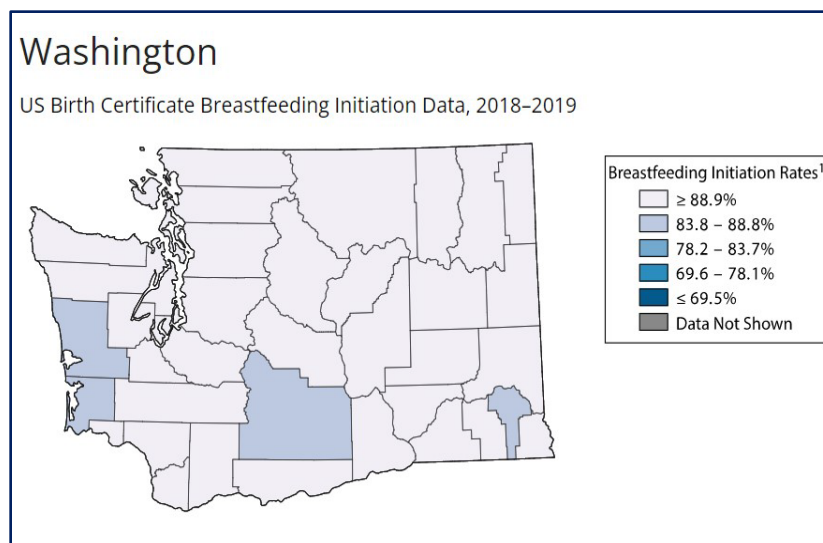 Washington
US Birth Certificate Breastfeeding Initiation Data, 2018–2019
Breastfeeding Initiation Rates¹
≥ 88.9%
83.8 – 88.8%
78.2 – 83.7%
69.6 – 78.1%
≤ 69.5%
Data Not Shown